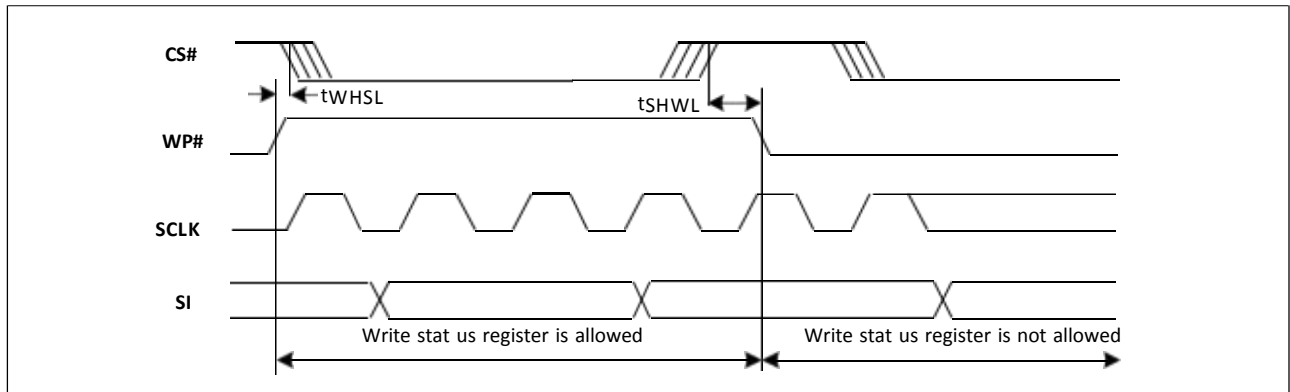 CS#
tWHSL
tSHWL
WP#
SCLK
SI
Write stat us register is allowed
Write stat us register is not allowed